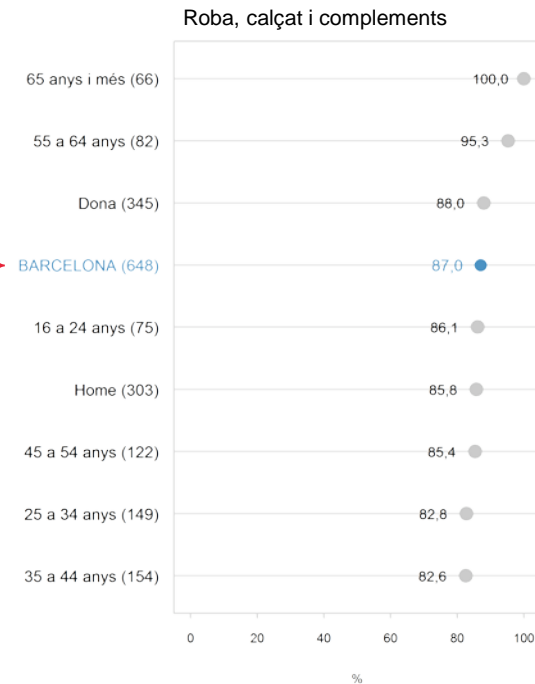 Roba, calçat i complements
65 anys i més (66) 100,0
55 a 64 anys (82) 95,3
Dona (345) 88,0
BARCELONA (648) 87,0
16 a 24 anys (75) 86,1
Home (303) 85,8
45 a 54 anys (122) 85,4
25 a 34 anys (149) 82,8
35 a 44 anys (154) 82,6
0 20 40 60 80 100
%